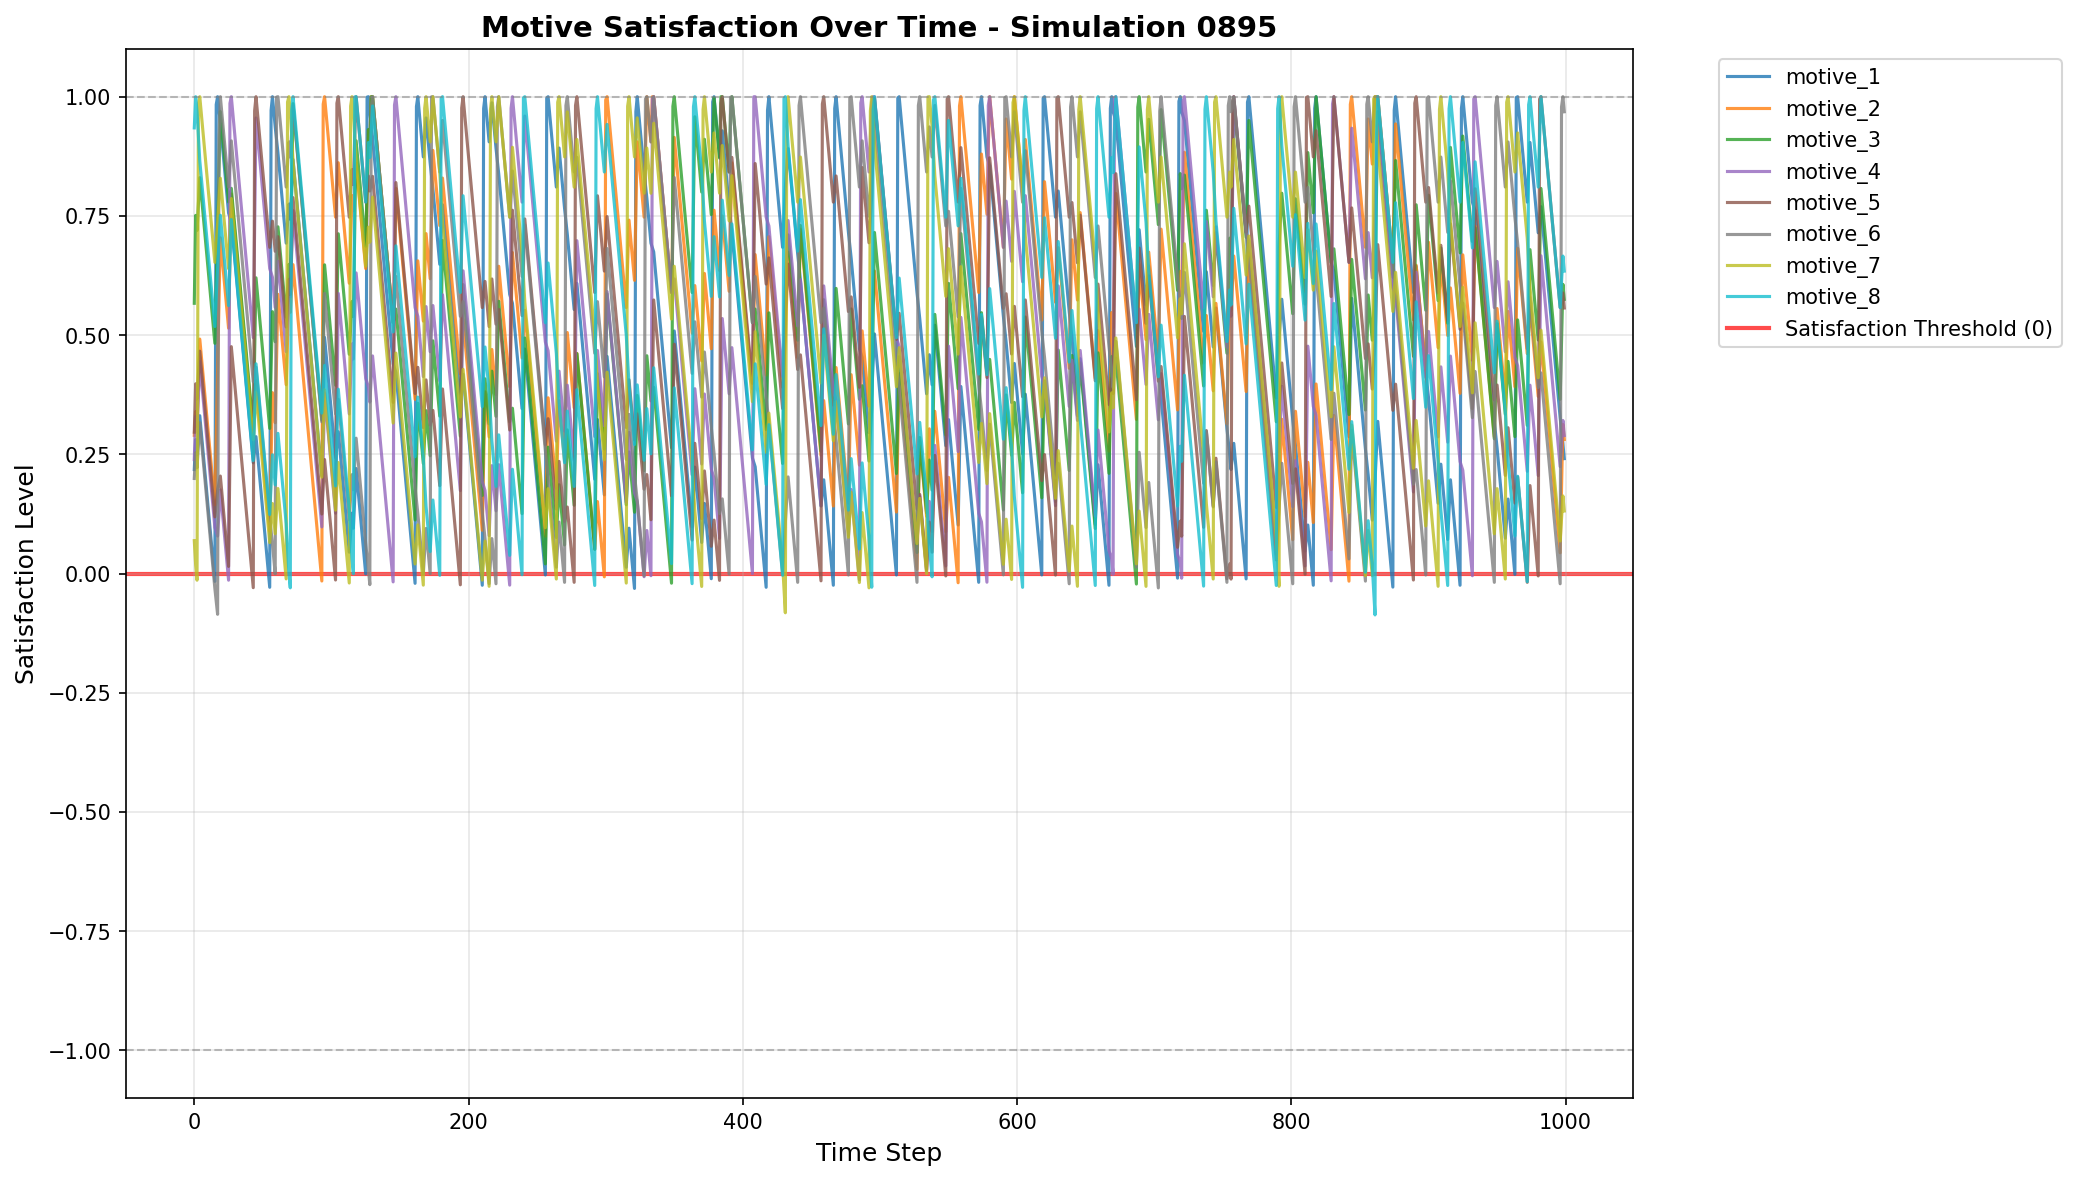 Motive Satisfaction Over Time - Simulation 0895
1.00
0.75
0.50
0.25
0.00
−0.25
−0.50
−0.75
−1.00
Satisfaction Level
0
200
400
600
800
1000
Time Step
motive_1
motive_2
motive_3
motive_4
motive_5
motive_6
motive_7
motive_8
Satisfaction Threshold (0)